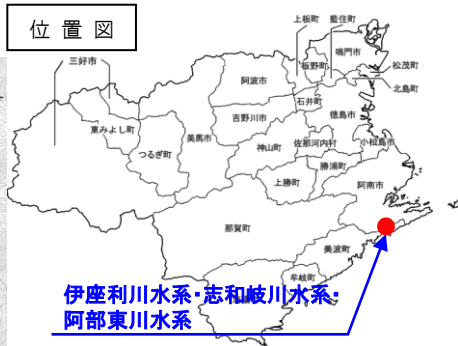 位置図
上板町
藍住町
鳴門市
三好市
板野町
松茂町
阿波市
北島町
石井町
東みよし町
吉野川市
徳島市
美馬市
つるぎ町
神山町
佐那河内村
小松島市
勝浦町
上勝町
阿南市
那賀町
美波町
牟岐町
伊座利川水系・志和岐川水系・
阿部東川水系